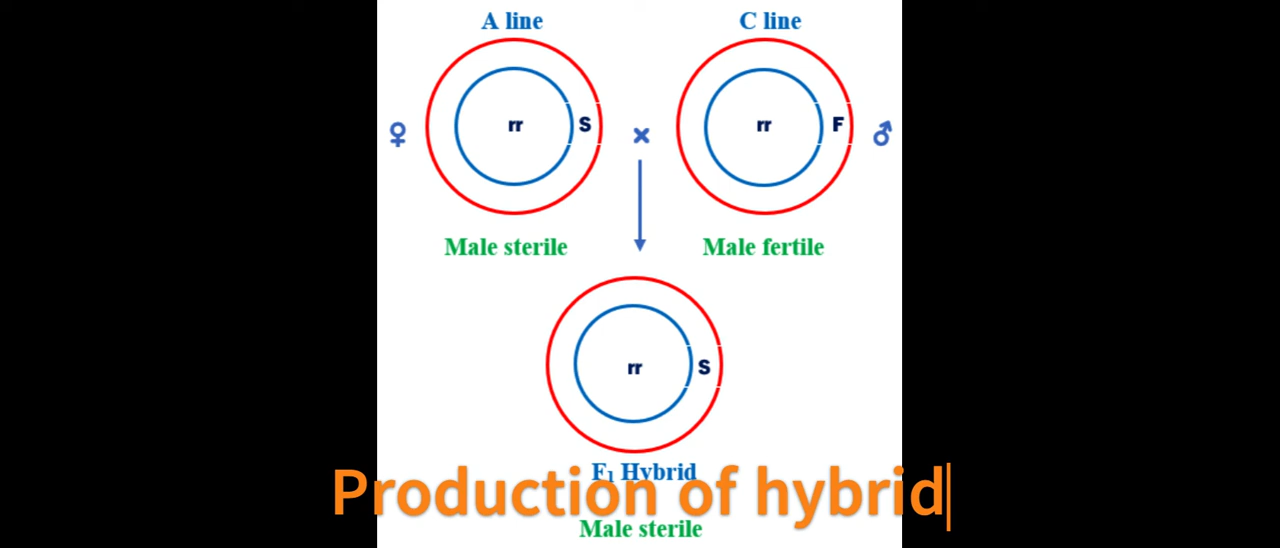 A line
C line
♀ rr S × rr F ♂
Male sterile
Male fertile
rr S
F₁ Hybrid
Production of hybrid
Male sterile